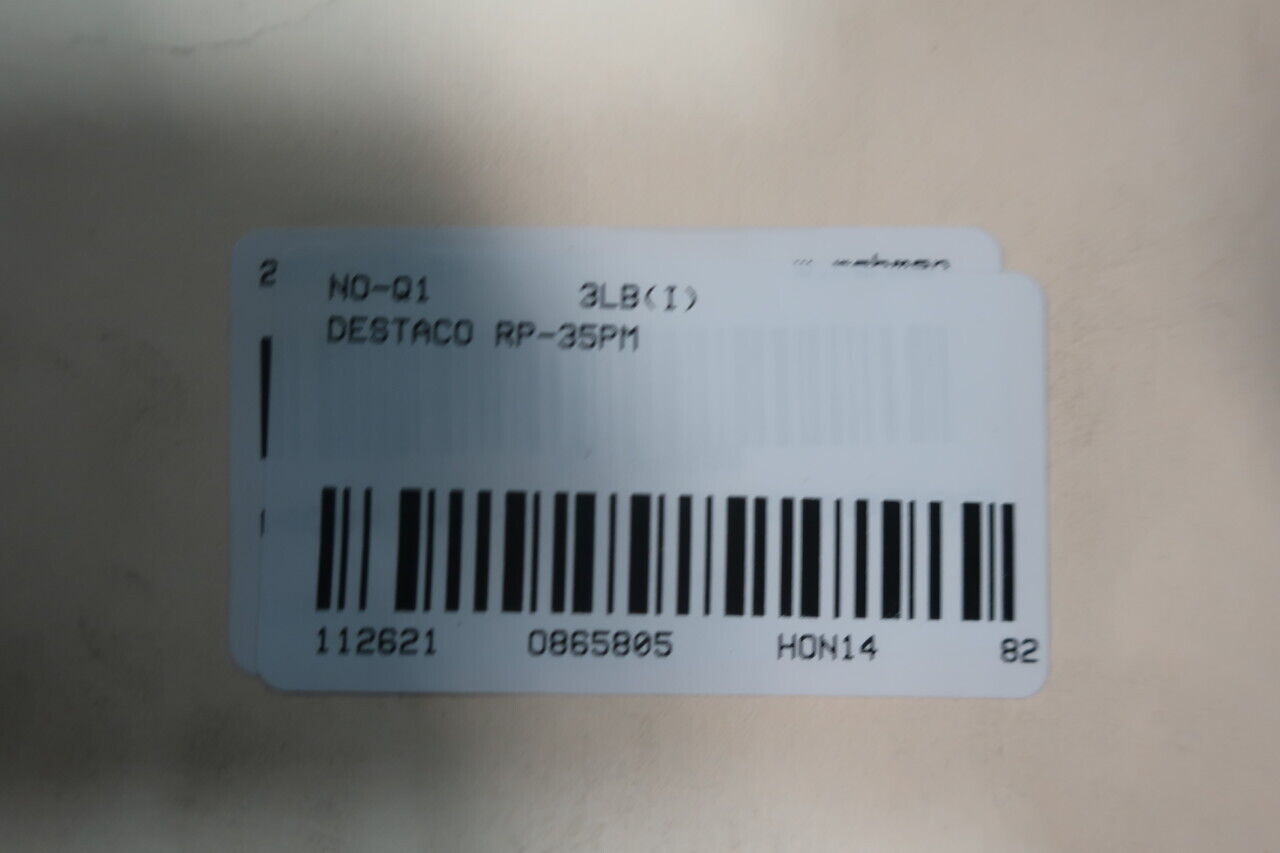 2
NO-Q1 3LB(I)
DESTACO RP-35PM
112621 0865805 HON14 82